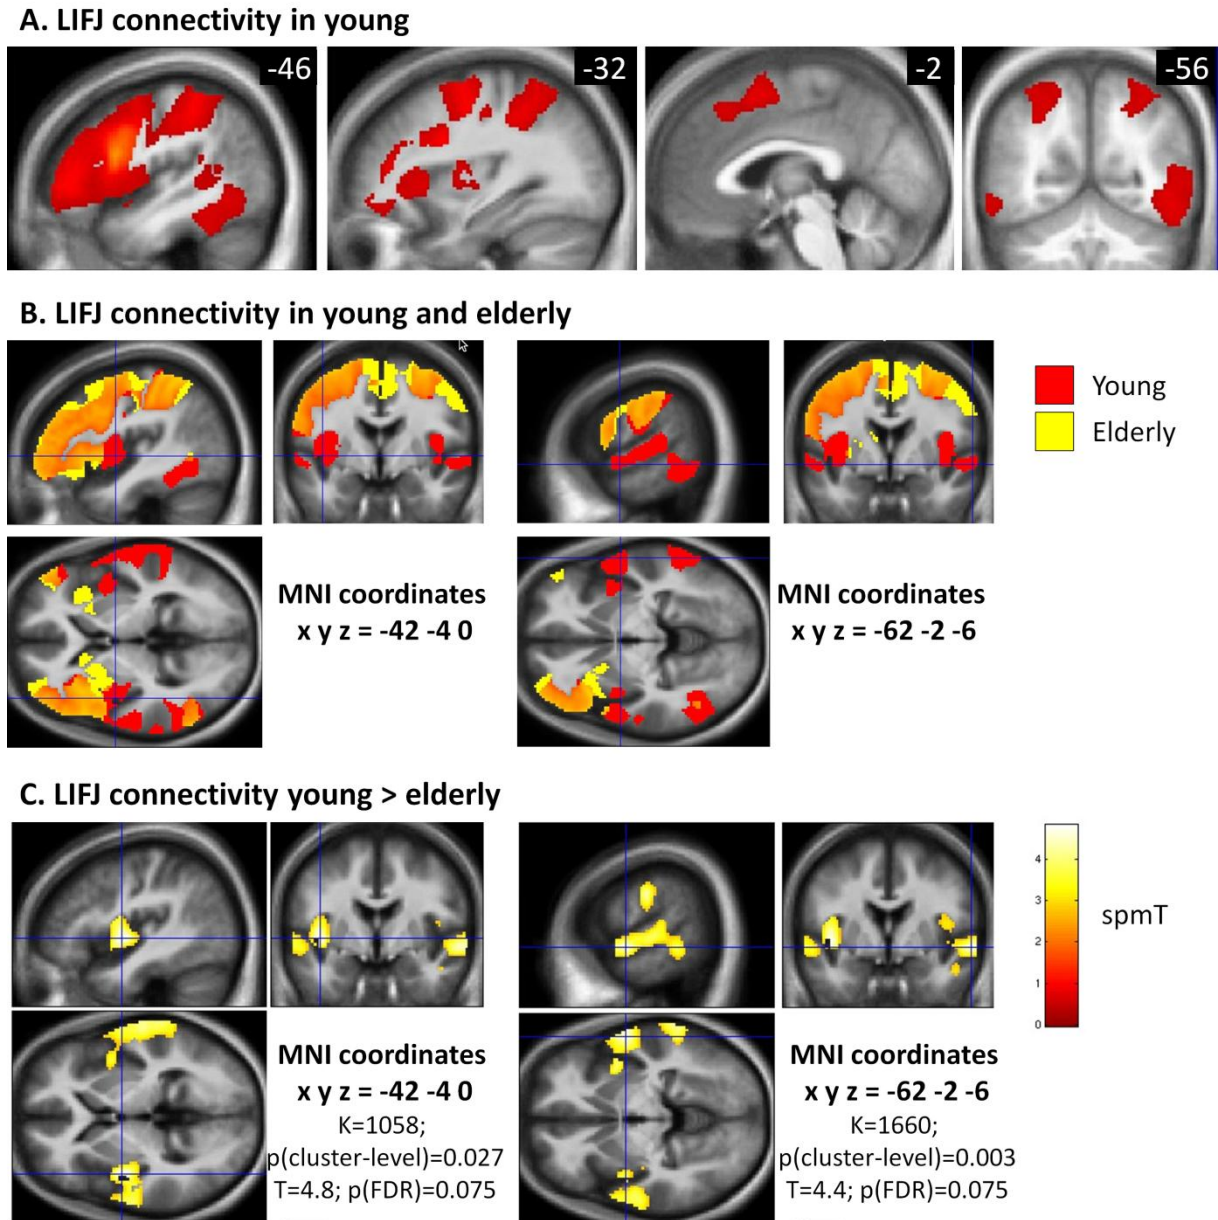 A. LIFJ connectivity in young
-46
-32
-2
-56
B. LIFJ connectivity in young and elderly
Young
Elderly
MNI coordinates
x y z = -42 -4 0
MNI coordinates
x y z = -62 -2 -6
C. LIFJ connectivity young > elderly
4
3
2
1
0
spmT
MNI coordinates
x y z = -42 -4 0
K=1058;
p(cluster-level)=0.027
T=4.8; p(FDR)=0.075
MNI coordinates
x y z = -62 -2 -6
K=1660;
p(cluster-level)=0.003
T=4.4; p(FDR)=0.075